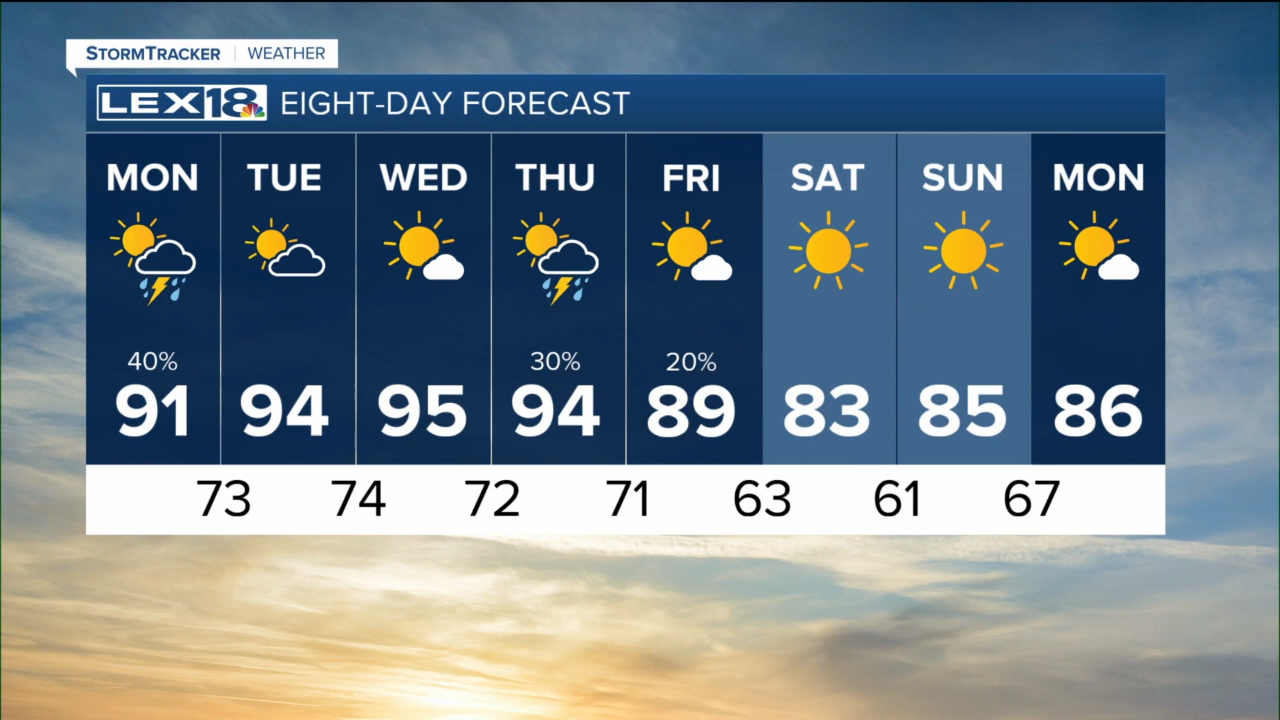 STORMTRACKER | WEATHER
LEX18 EIGHT-DAY FORECAST
MON TUE WED THU FRI SAT SUN MON
40% 30% 20%
91 94 95 94 89 83 85 86
73 74 72 71 63 61 67